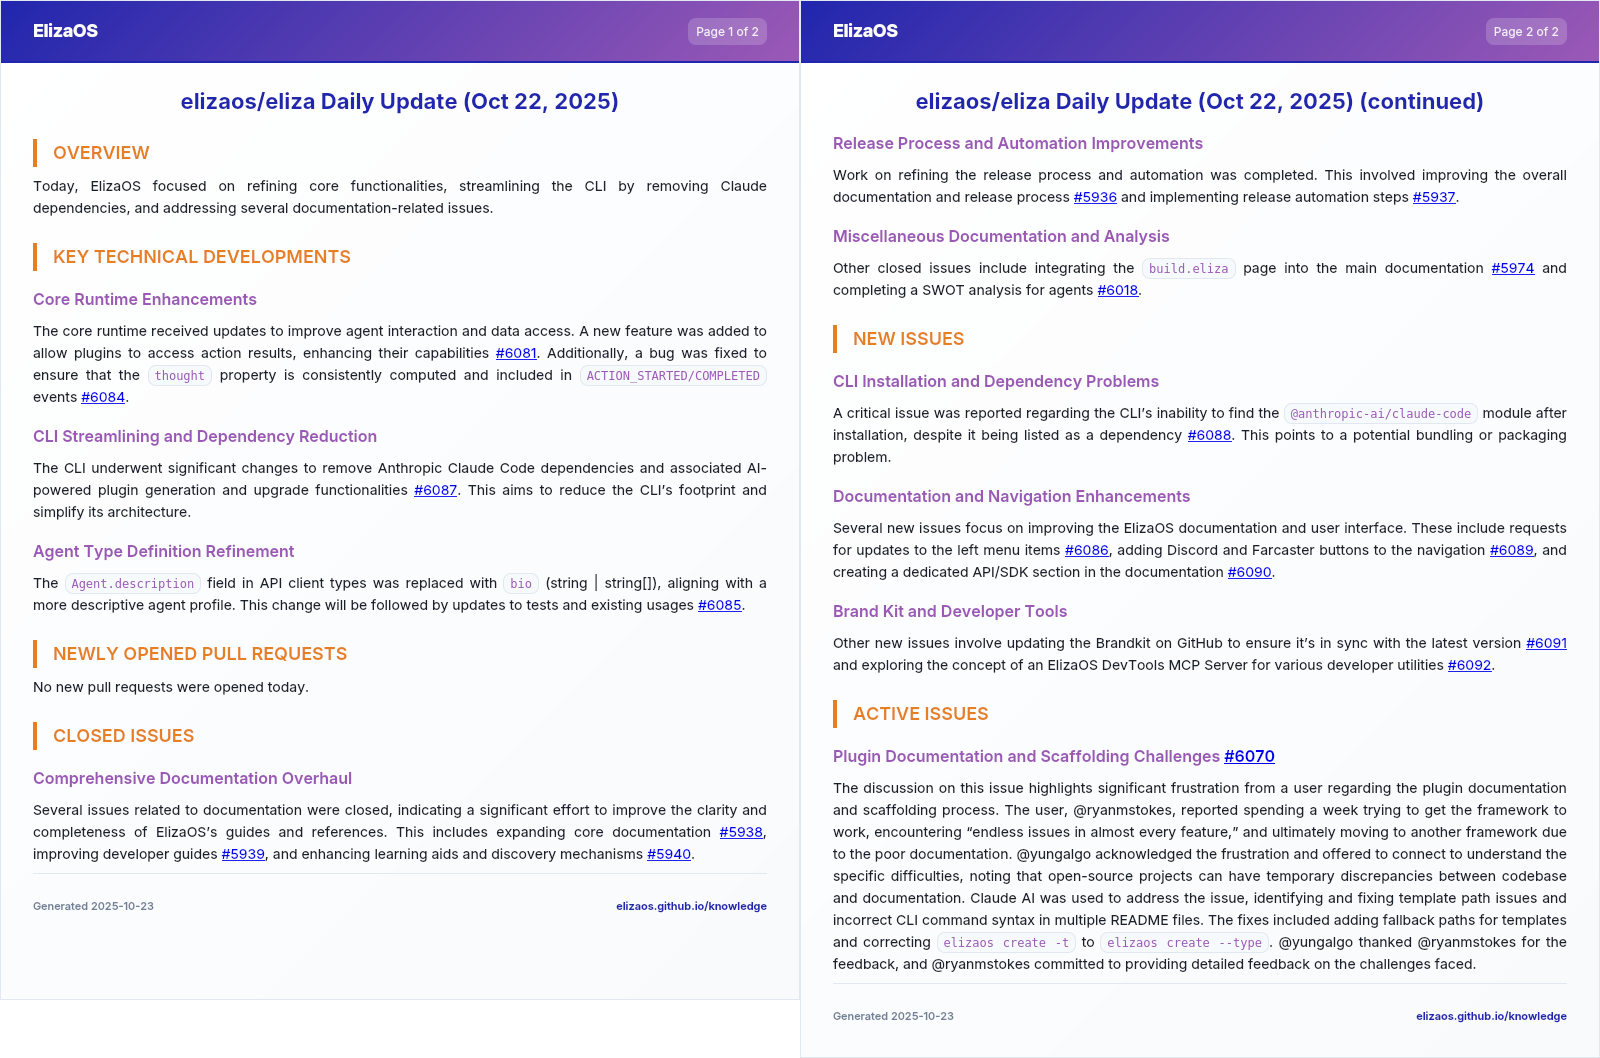 ElizaOS
Page 1 of 2
elizaos/eliza Daily Update (Oct 22, 2025)
OVERVIEW
Today, ElizaOS focused on refining core functionalities, streamlining the CLI by removing Claude
dependencies, and addressing several documentation-related issues.
KEY TECHNICAL DEVELOPMENTS
Core Runtime Enhancements
The core runtime received updates to improve agent interaction and data access. A new feature was added to
allow plugins to access action results, enhancing their capabilities #6081. Additionally, a bug was fixed to
ensure that the thought property is consistently computed and included in ACTION_STARTED/COMPLETED
events #6084.
CLI Streamlining and Dependency Reduction
The CLI underwent significant changes to remove Anthropic Claude Code dependencies and associated AI-
powered plugin generation and upgrade functionalities #6087. This aims to reduce the CLI’s footprint and
simplify its architecture.
Agent Type Definition Refinement
The Agent.description field in API client types was replaced with bio (string | string[]), aligning with a
more descriptive agent profile. This change will be followed by updates to tests and existing usages #6085.
NEWLY OPENED PULL REQUESTS
No new pull requests were opened today.
CLOSED ISSUES
Comprehensive Documentation Overhaul
Several issues related to documentation were closed, indicating a significant effort to improve the clarity and
completeness of ElizaOS’s guides and references. This includes expanding core documentation #5938,
improving developer guides #5939, and enhancing learning aids and discovery mechanisms #5940.
Generated 2025-10-23
elizaos.github.io/knowledge
ElizaOS
Page 2 of 2
elizaos/eliza Daily Update (Oct 22, 2025) (continued)
Release Process and Automation Improvements
Work on refining the release process and automation was completed. This involved improving the overall
documentation and release process #5936 and implementing release automation steps #5937.
Miscellaneous Documentation and Analysis
Other closed issues include integrating the build.eliza page into the main documentation #5974 and
completing a SWOT analysis for agents #6018.
NEW ISSUES
CLI Installation and Dependency Problems
A critical issue was reported regarding the CLI’s inability to find the @anthropic-ai/claude-code module after
installation, despite it being listed as a dependency #6088. This points to a potential bundling or packaging
problem.
Documentation and Navigation Enhancements
Several new issues focus on improving the ElizaOS documentation and user interface. These include requests
for updates to the left menu items #6086, adding Discord and Farcaster buttons to the navigation #6089, and
creating a dedicated API/SDK section in the documentation #6090.
Brand Kit and Developer Tools
Other new issues involve updating the Brandkit on GitHub to ensure it’s in sync with the latest version #6091
and exploring the concept of an ElizaOS DevTools MCP Server for various developer utilities #6092.
ACTIVE ISSUES
Plugin Documentation and Scaffolding Challenges #6070
The discussion on this issue highlights significant frustration from a user regarding the plugin documentation
and scaffolding process. The user, @ryanmstokes, reported spending a week trying to get the framework to
work, encountering “endless issues in almost every feature,” and ultimately moving to another framework due
to the poor documentation. @yungalgo acknowledged the frustration and offered to connect to understand the
specific difficulties, noting that open-source projects can have temporary discrepancies between codebase
and documentation. Claude AI was used to address the issue, identifying and fixing template path issues and
incorrect CLI command syntax in multiple README files. The fixes included adding fallback paths for templates
and correcting elizaos create -t to elizaos create --type. @yungalgo thanked @ryanmstokes for the
feedback, and @ryanmstokes committed to providing detailed feedback on the challenges faced.
Generated 2025-10-23
elizaos.github.io/knowledge